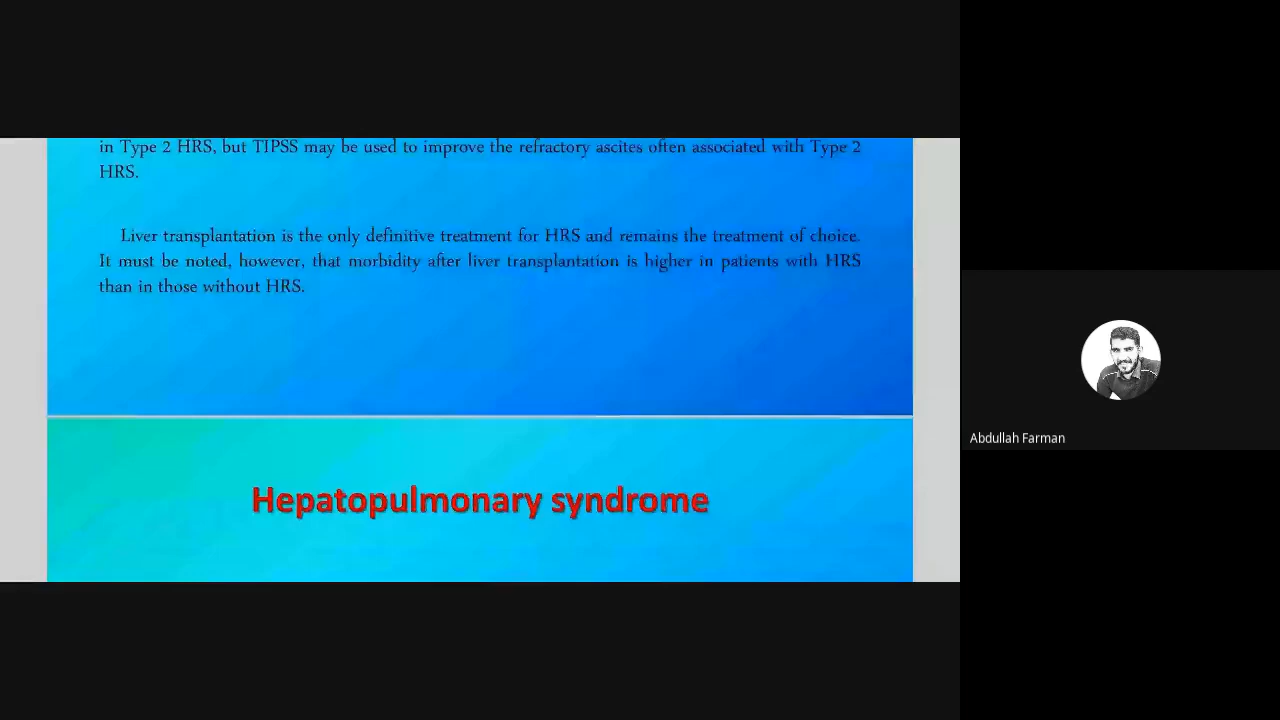 in Type 2 HRS, but TIPSS may be used to improve the refractory ascites often associated with Type 2
HRS.
Liver transplantation is the only definitive treatment for HRS and remains the treatment of choice.
It must be noted, however, that morbidity after liver transplantation is higher in patients with HRS
than in those without HRS.
Hepatopulmonary syndrome
Abdullah Farman